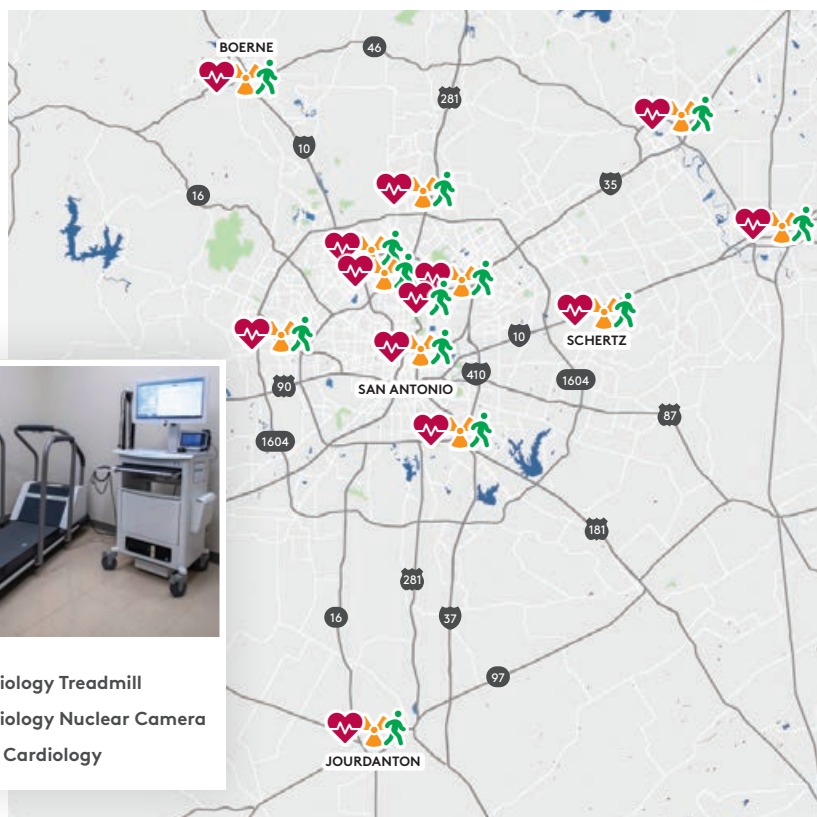 BOERNE
46
281
10
16
35
SCHERTZ
10
SAN ANTONIO
410
90
1604
87
1604
181
281
16
37
97
iology Treadmill
iology Nuclear Camera
Cardiology
JOURDANTON